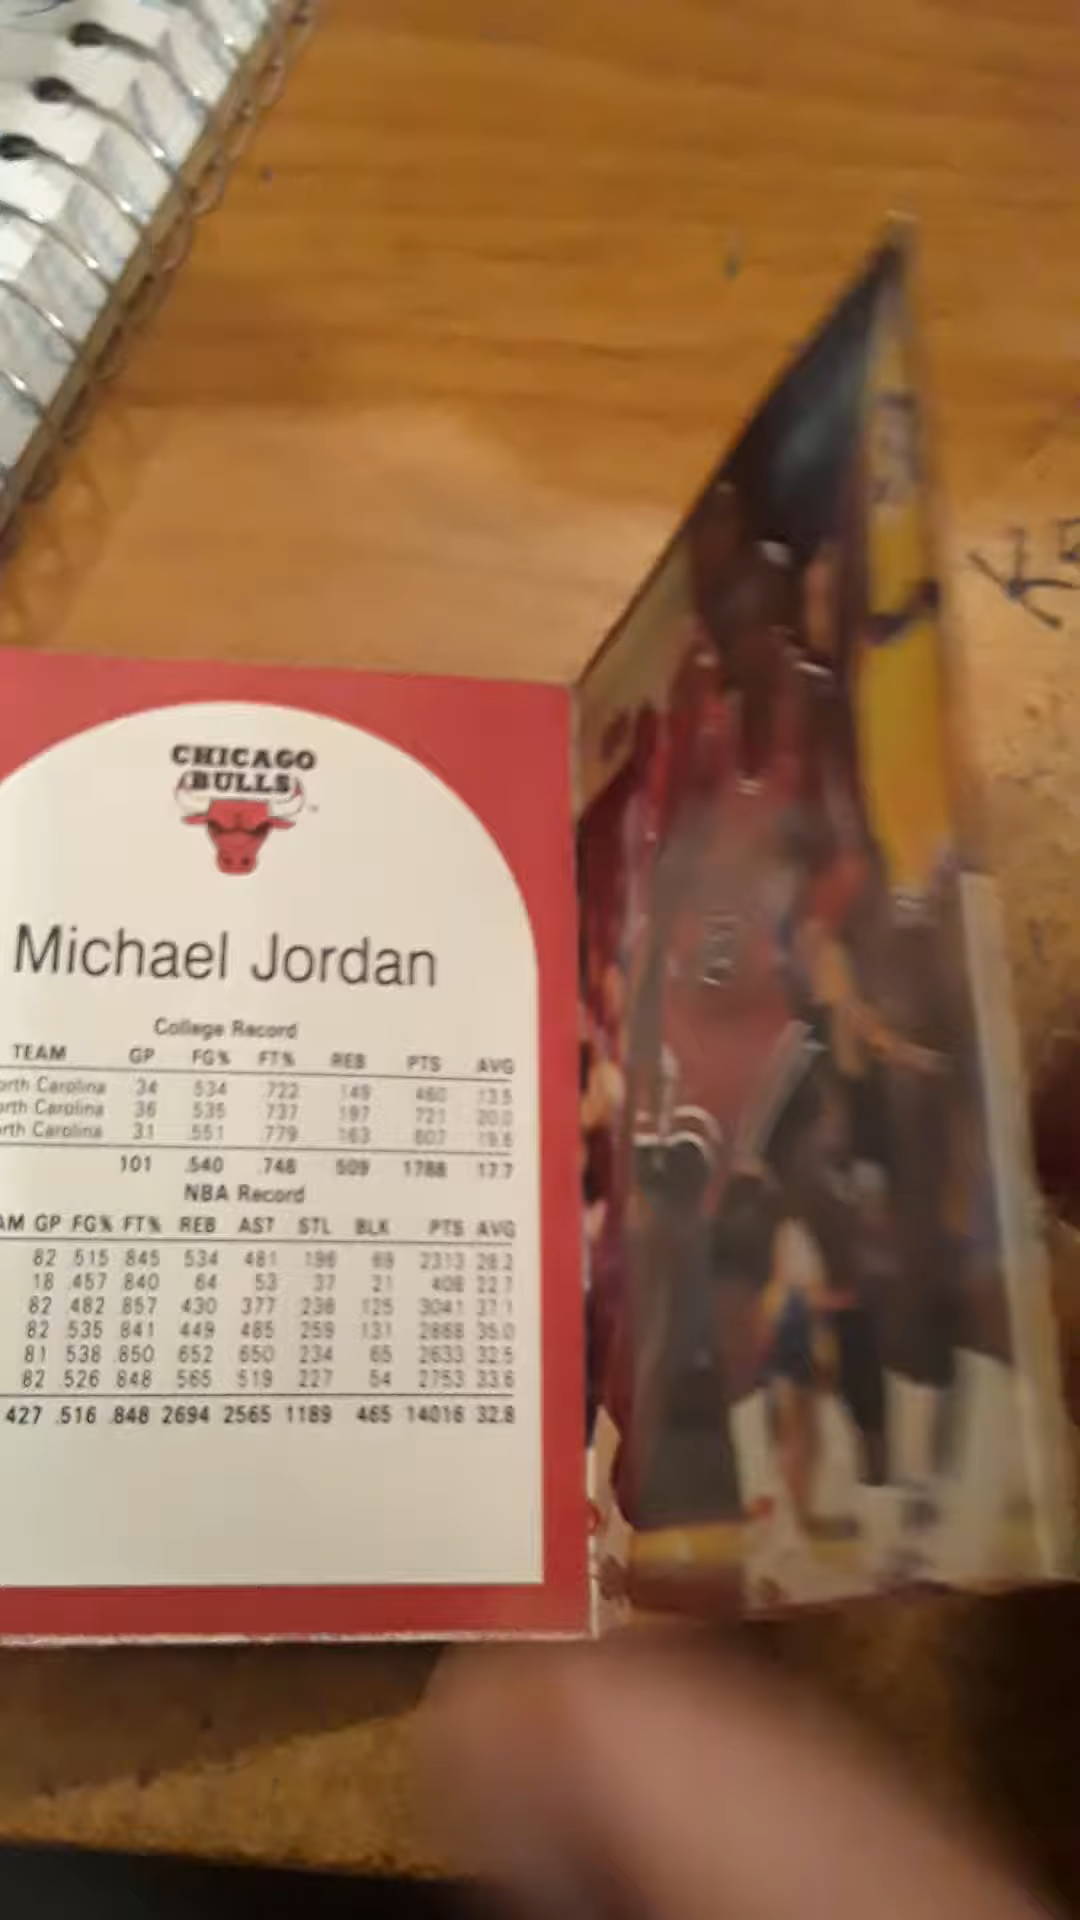 CHICAGO
BULLS
Michael Jordan
College Record
TEAM GP FG% FT% REB PTS AVG
orth Carolina 34 .534 .722 149 460 13.5
orth Carolina 36 .535 .737 197 721 20.0
orth Carolina 31 .551 .779 163 607 19.6
101 .540 .748 509 1788 17.7
NBA Record
AM GP FG% FT% REB AST STL BLK PTS AVG
82 .515 .845 534 481 196 69 2313 28.2
18 .457 .840 64 53 37 21 408 22.7
82 .482 .857 430 377 236 125 3041 37.1
82 .535 .841 449 485 259 131 2868 35.0
81 .538 .850 652 650 234 65 2633 32.5
82 .526 .848 565 519 227 54 2753 33.6
427 .516 .848 2694 2565 1189 465 14016 32.8